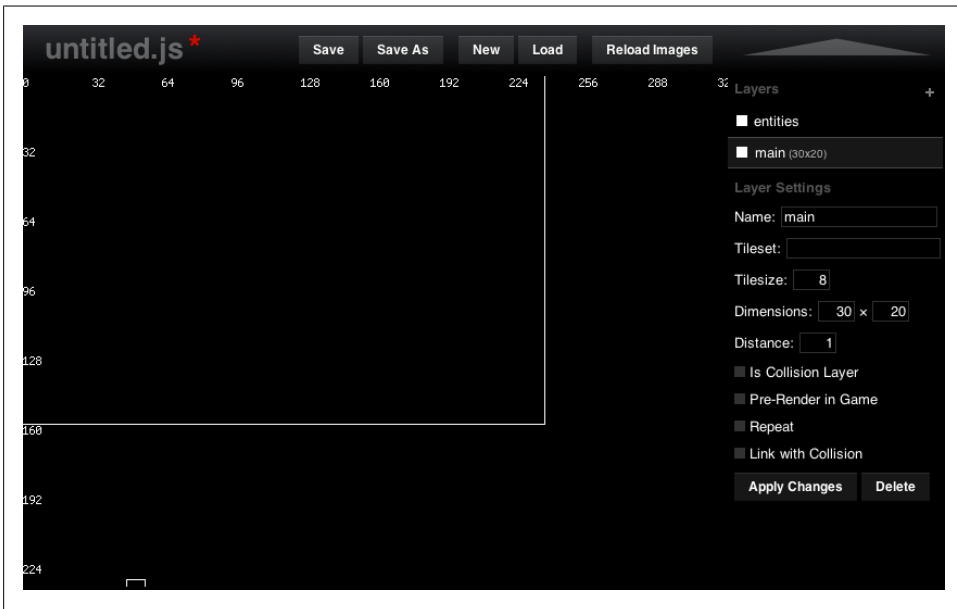 untitled.js*
Save Save As New Load Reload Images
0 32 64 96 128 160 192 224 256 288 32
Layers +
entities
32
main (30x20)
Layer Settings
64
Name: main
Tileset:
Tilesize: 8
96
Dimensions: 30 × 20
Distance: 1
128
Is Collision Layer
Pre-Render in Game
160
Repeat
Link with Collision
Apply Changes Delete
192
224